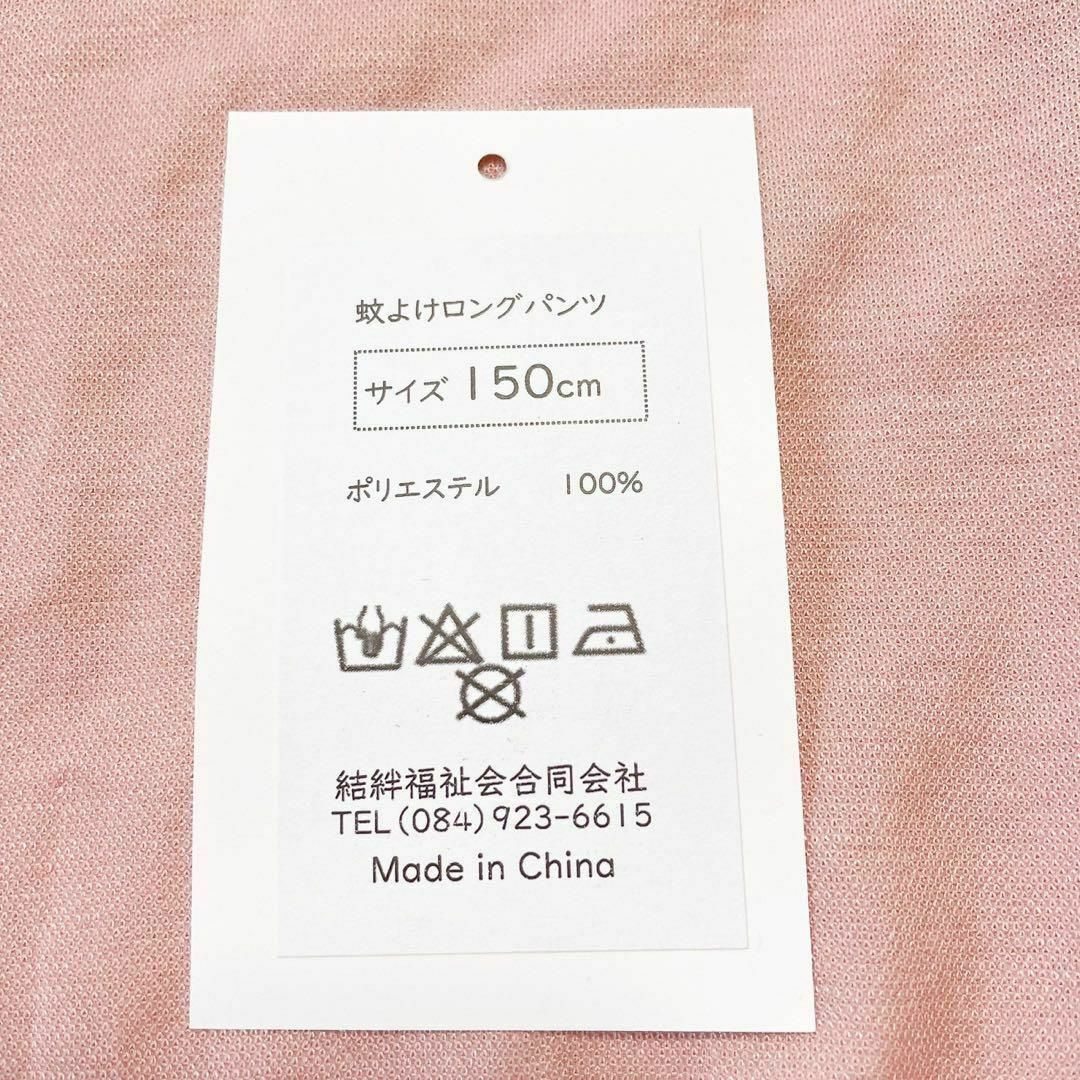 蚊よけロングパンツ
サイズ 150cm
ポリエステル 100%
結絆福祉会合同会社
TEL(084)923-6615
Made in China